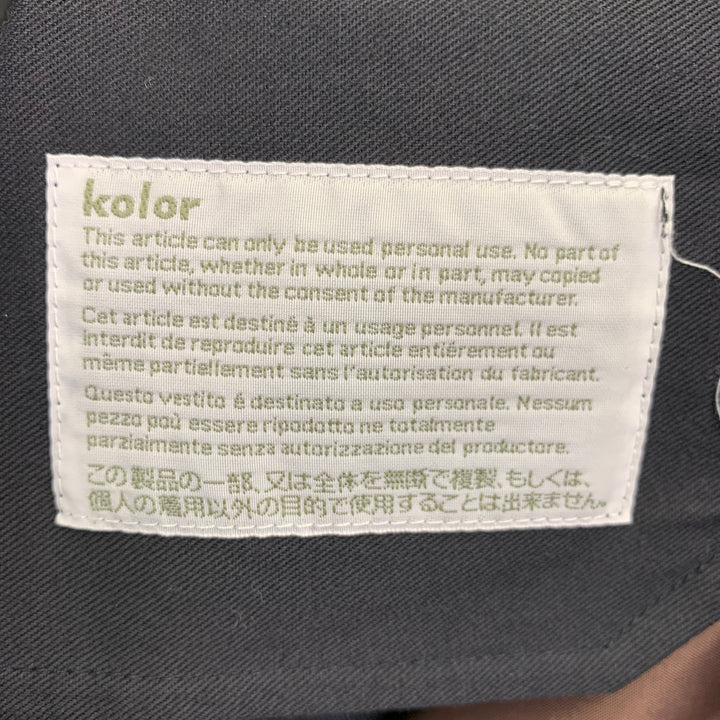 kolor
This article can only be used personal use. No part of
this article, whether in whole or in part, may copied
or used without the consent of the manufacturer.
Cet article est destiné à un usage personnel. Il est
interdit de reproduire cet article entiérement ou
même partiellement sans l'autorisation du fabricant.
Questo vestito é destinato a uso personale. Nessum
pezzo poú essere ripodotto ne totalmente
parzialmente senza autorizzazione del productore.
この製品の一部、又は全体を無断で複製、もしくは、
個人の着用以外の目的で使用することは出来ません。